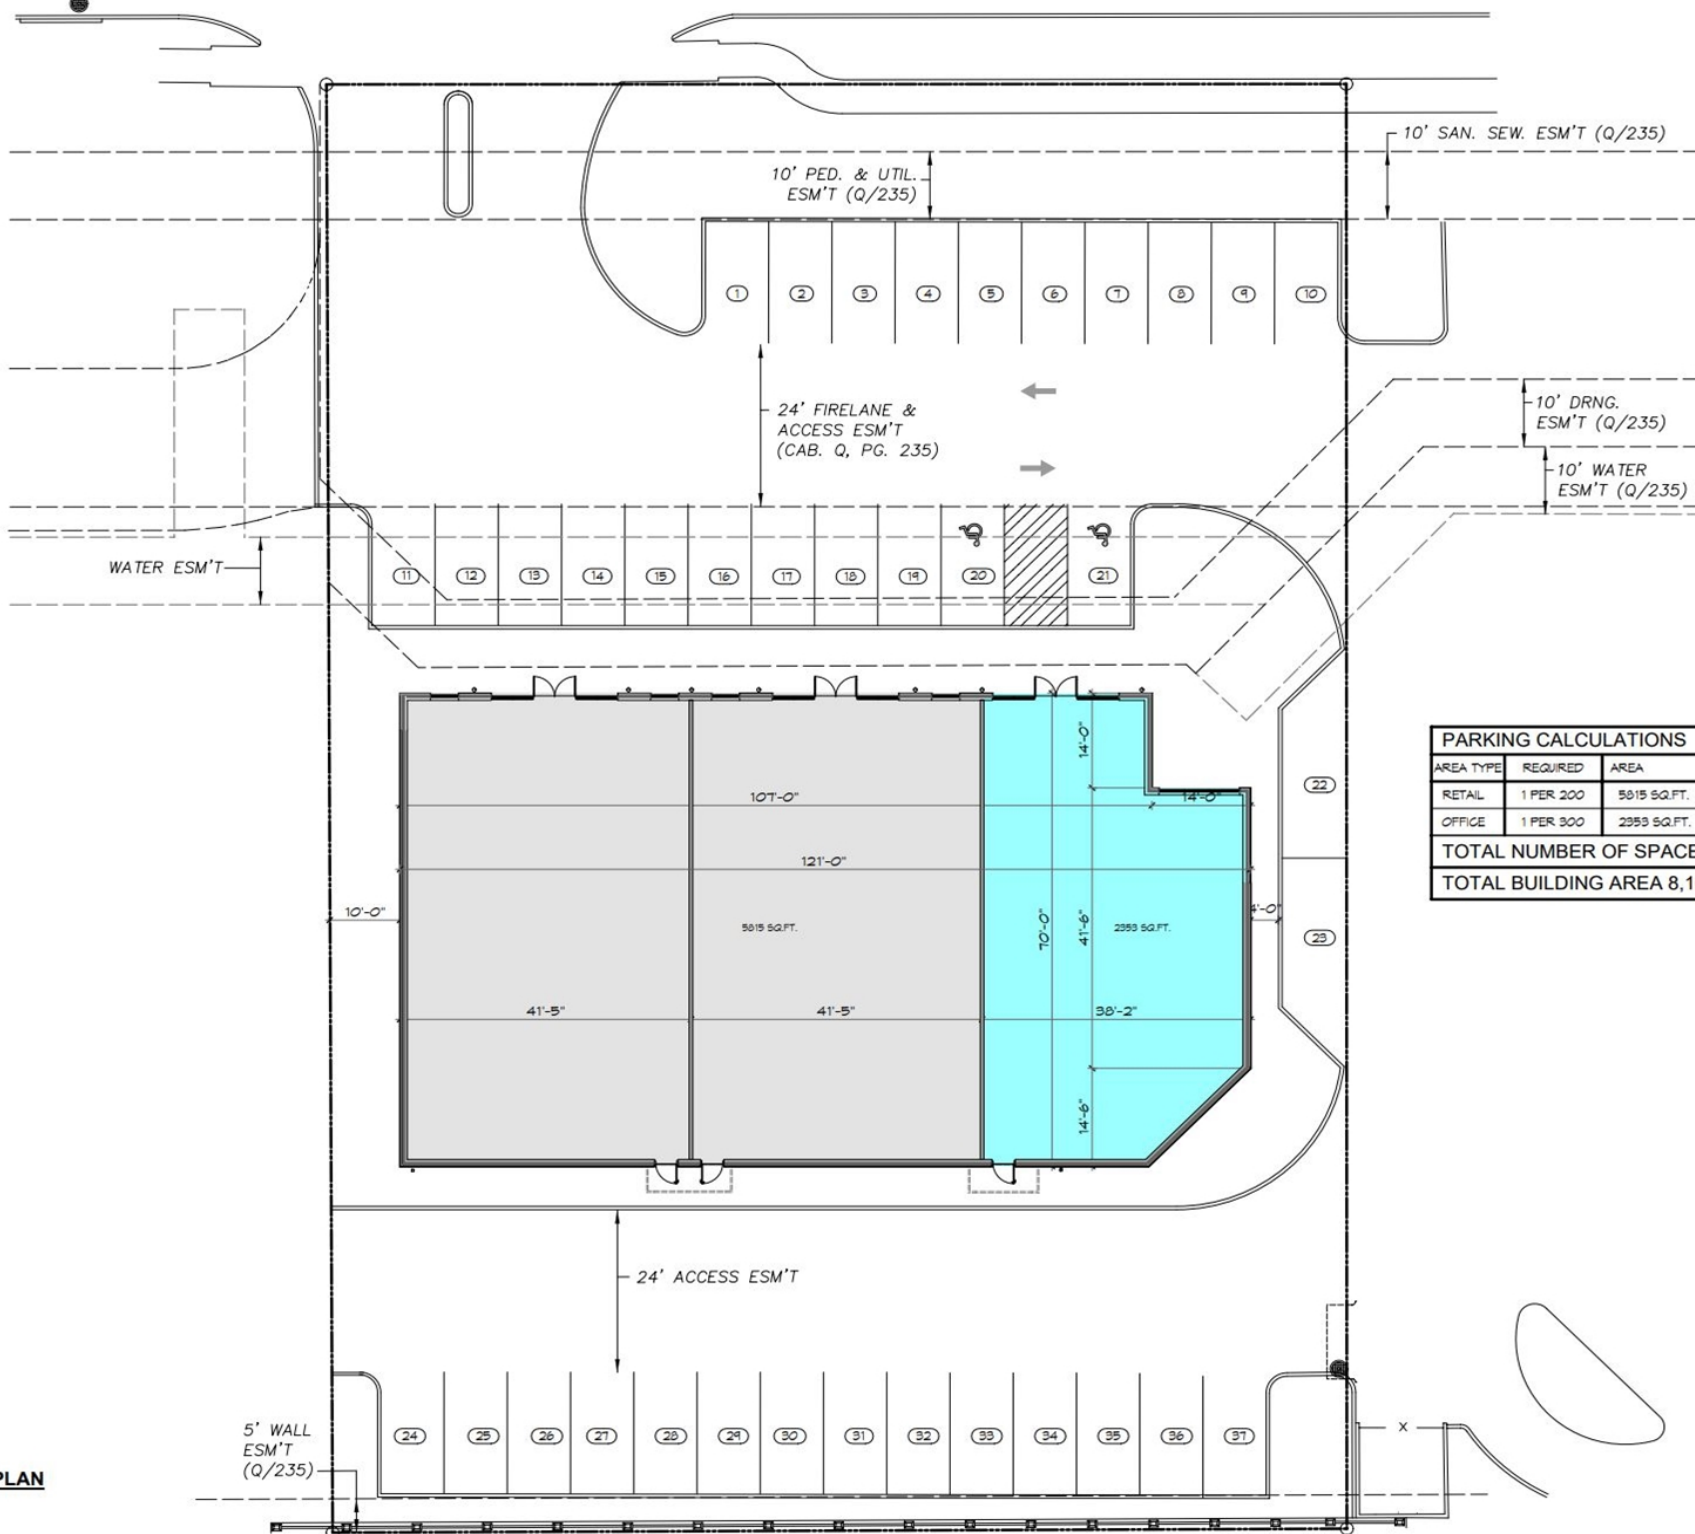 10' SAN. SEW. ESM'T (Q/235)
10' PED. & UTIL.
ESM'T (Q/235)
1 2 3 4 5 6 7 8 9 10
24' FIRELANE &
ACCESS ESM'T
(CAB. Q, PG. 235)
10' DRNG.
ESM'T (Q/235)
10' WATER
ESM'T (Q/235)
WATER ESM'T
11 12 13 14 15 16 17 18 19 20 21
14'-0"
107'-0"
14'-0"
121'-0"
10'-0"
5815 SQ.FT.
70'-0"
41'-6"
2353 SQ.FT.
4'-0"
41'-5"
41'-5"
38'-2"
14'-6"
22
23
PARKING CALCULATIONS
AREA TYPE REQUIRED AREA
RETAIL 1 PER 200 5815 SQ.FT.
OFFICE 1 PER 300 2353 SQ.FT.
TOTAL NUMBER OF SPACE
TOTAL BUILDING AREA 8,1
24' ACCESS ESM'T
24 25 26 27 28 29 30 31 32 33 34 35 36 37
5' WALL
ESM'T
(Q/235)
X
PLAN